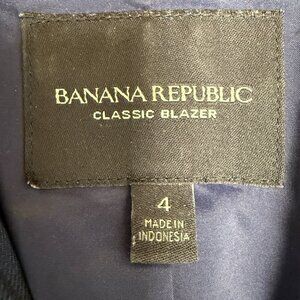 BANANA REPUBLIC
CLASSIC BLAZER
4
MADE IN
INDONESIA